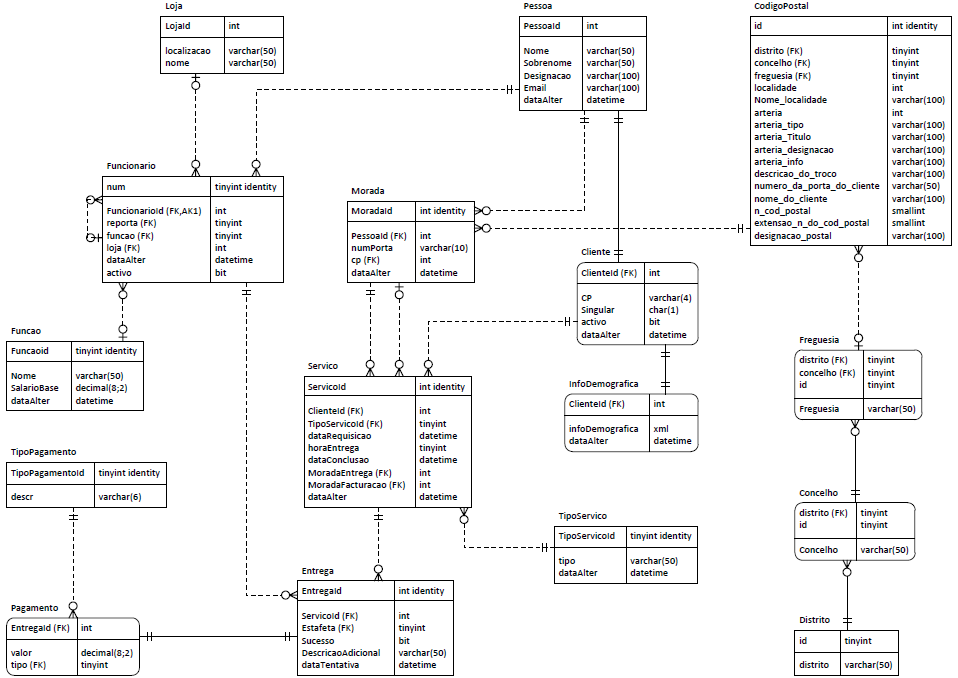 Loja
LojaId int
localizacao varchar(50)
nome varchar(50)
Pessoa
PessoaId int
Nome varchar(50)
Sobrenome varchar(50)
Designacao varchar(100)
Email varchar(100)
dataAlter datetime
CodigoPostal
id int identity
distrito (FK) tinyint
concelho (FK) tinyint
freguesia (FK) tinyint
localidade int
Nome_localidade varchar(100)
arteria int
arteria_tipo varchar(100)
arteria_Titulo varchar(100)
arteria_designacao varchar(100)
arteria_info varchar(100)
descricao_do_troco varchar(100)
numero_da_porta_do_cliente varchar(50)
nome_do_cliente varchar(100)
n_cod_postal smallint
extensao_n_do_cod_postal smallint
designacao_postal varchar(100)
Funcionario
num tinyint identity
FuncionarioId (FK,AK1) int
reporta (FK) tinyint
funcao (FK) tinyint
loja (FK) int
dataAlter datetime
activo bit
Morada
MoradaId int identity
PessoaId (FK) int
numPorta varchar(10)
cp (FK) int
dataAlter datetime
Cliente
ClienteId (FK) int
CP varchar(4)
Singular char(1)
activo bit
dataAlter datetime
Funcao
Funcaoid tinyint identity
Nome varchar(50)
SalarioBase decimal(8;2)
dataAlter datetime
Servico
ServicoId int identity
ClienteId (FK) int
TipoServicoId (FK) tinyint
dataRequisicao datetime
horaEntrega tinyint
dataConclusao datetime
MoradaEntrega (FK) int
MoradaFacturacao (FK) int
dataAlter datetime
InfoDemografica
ClienteId (FK) int
infoDemografica xml
dataAlter datetime
Freguesia
distrito (FK) tinyint
concelho (FK) tinyint
id tinyint
Freguesia varchar(50)
TipoPagamento
TipoPagamentoId tinyint identity
descr varchar(6)
Concelho
distrito (FK) tinyint
id tinyint
Concelho varchar(50)
TipoServico
TipoServicoId tinyint identity
tipo varchar(50)
dataAlter datetime
Entrega
EntregaId int identity
ServicoId (FK) int
Estafeta (FK) tinyint
Sucesso bit
DescricaoAdicional varchar(50)
dataTentativa datetime
Pagamento
EntregaId (FK) int
valor decimal(8;2)
tipo (FK) tinyint
Distrito
id tinyint
distrito varchar(50)